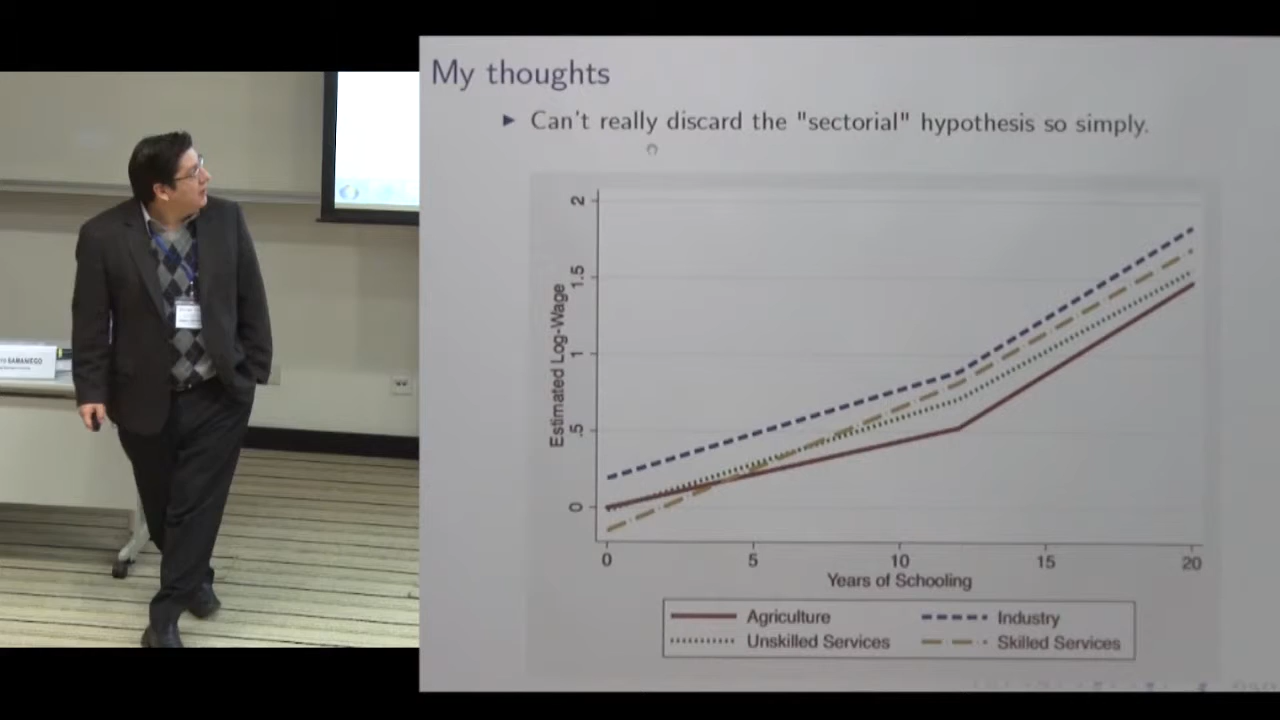 My thoughts
▶ Can't really discard the "sectorial" hypothesis so simply.
2
1.5
1
.5
0
Estimated Log-Wage
0 5 10 15 20
Years of Schooling
Agriculture Industry
Unskilled Services Skilled Services
SAMANIEGO